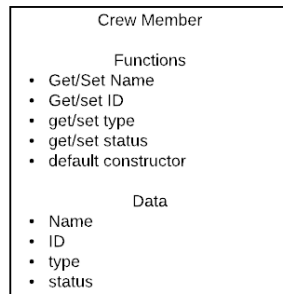 Crew Member
Functions
• Get/Set Name
• Get/set ID
• get/set type
• get/set status
• default constructor
Data
• Name
• ID
• type
• status